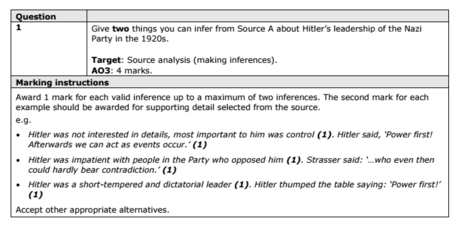 Question
1
Give two things you can infer from Source A about Hitler's leadership of the Nazi
Party in the 1920s.
Target: Source analysis (making inferences).
AO3: 4 marks.
Marking instructions
Award 1 mark for each valid inference up to a maximum of two inferences. The second mark for each
example should be awarded for supporting detail selected from the source.
e.g.
• Hitler was not interested in details, most important to him was control (1). Hitler said, 'Power first!
Afterwards we can act as events occur.' (1)
• Hitler was impatient with people in the Party who opposed him (1). Strasser said: '...who even then
could hardly bear contradiction.' (1)
• Hitler was a short-tempered and dictatorial leader (1). Hitler thumped the table saying: 'Power first!'
(1)
Accept other appropriate alternatives.